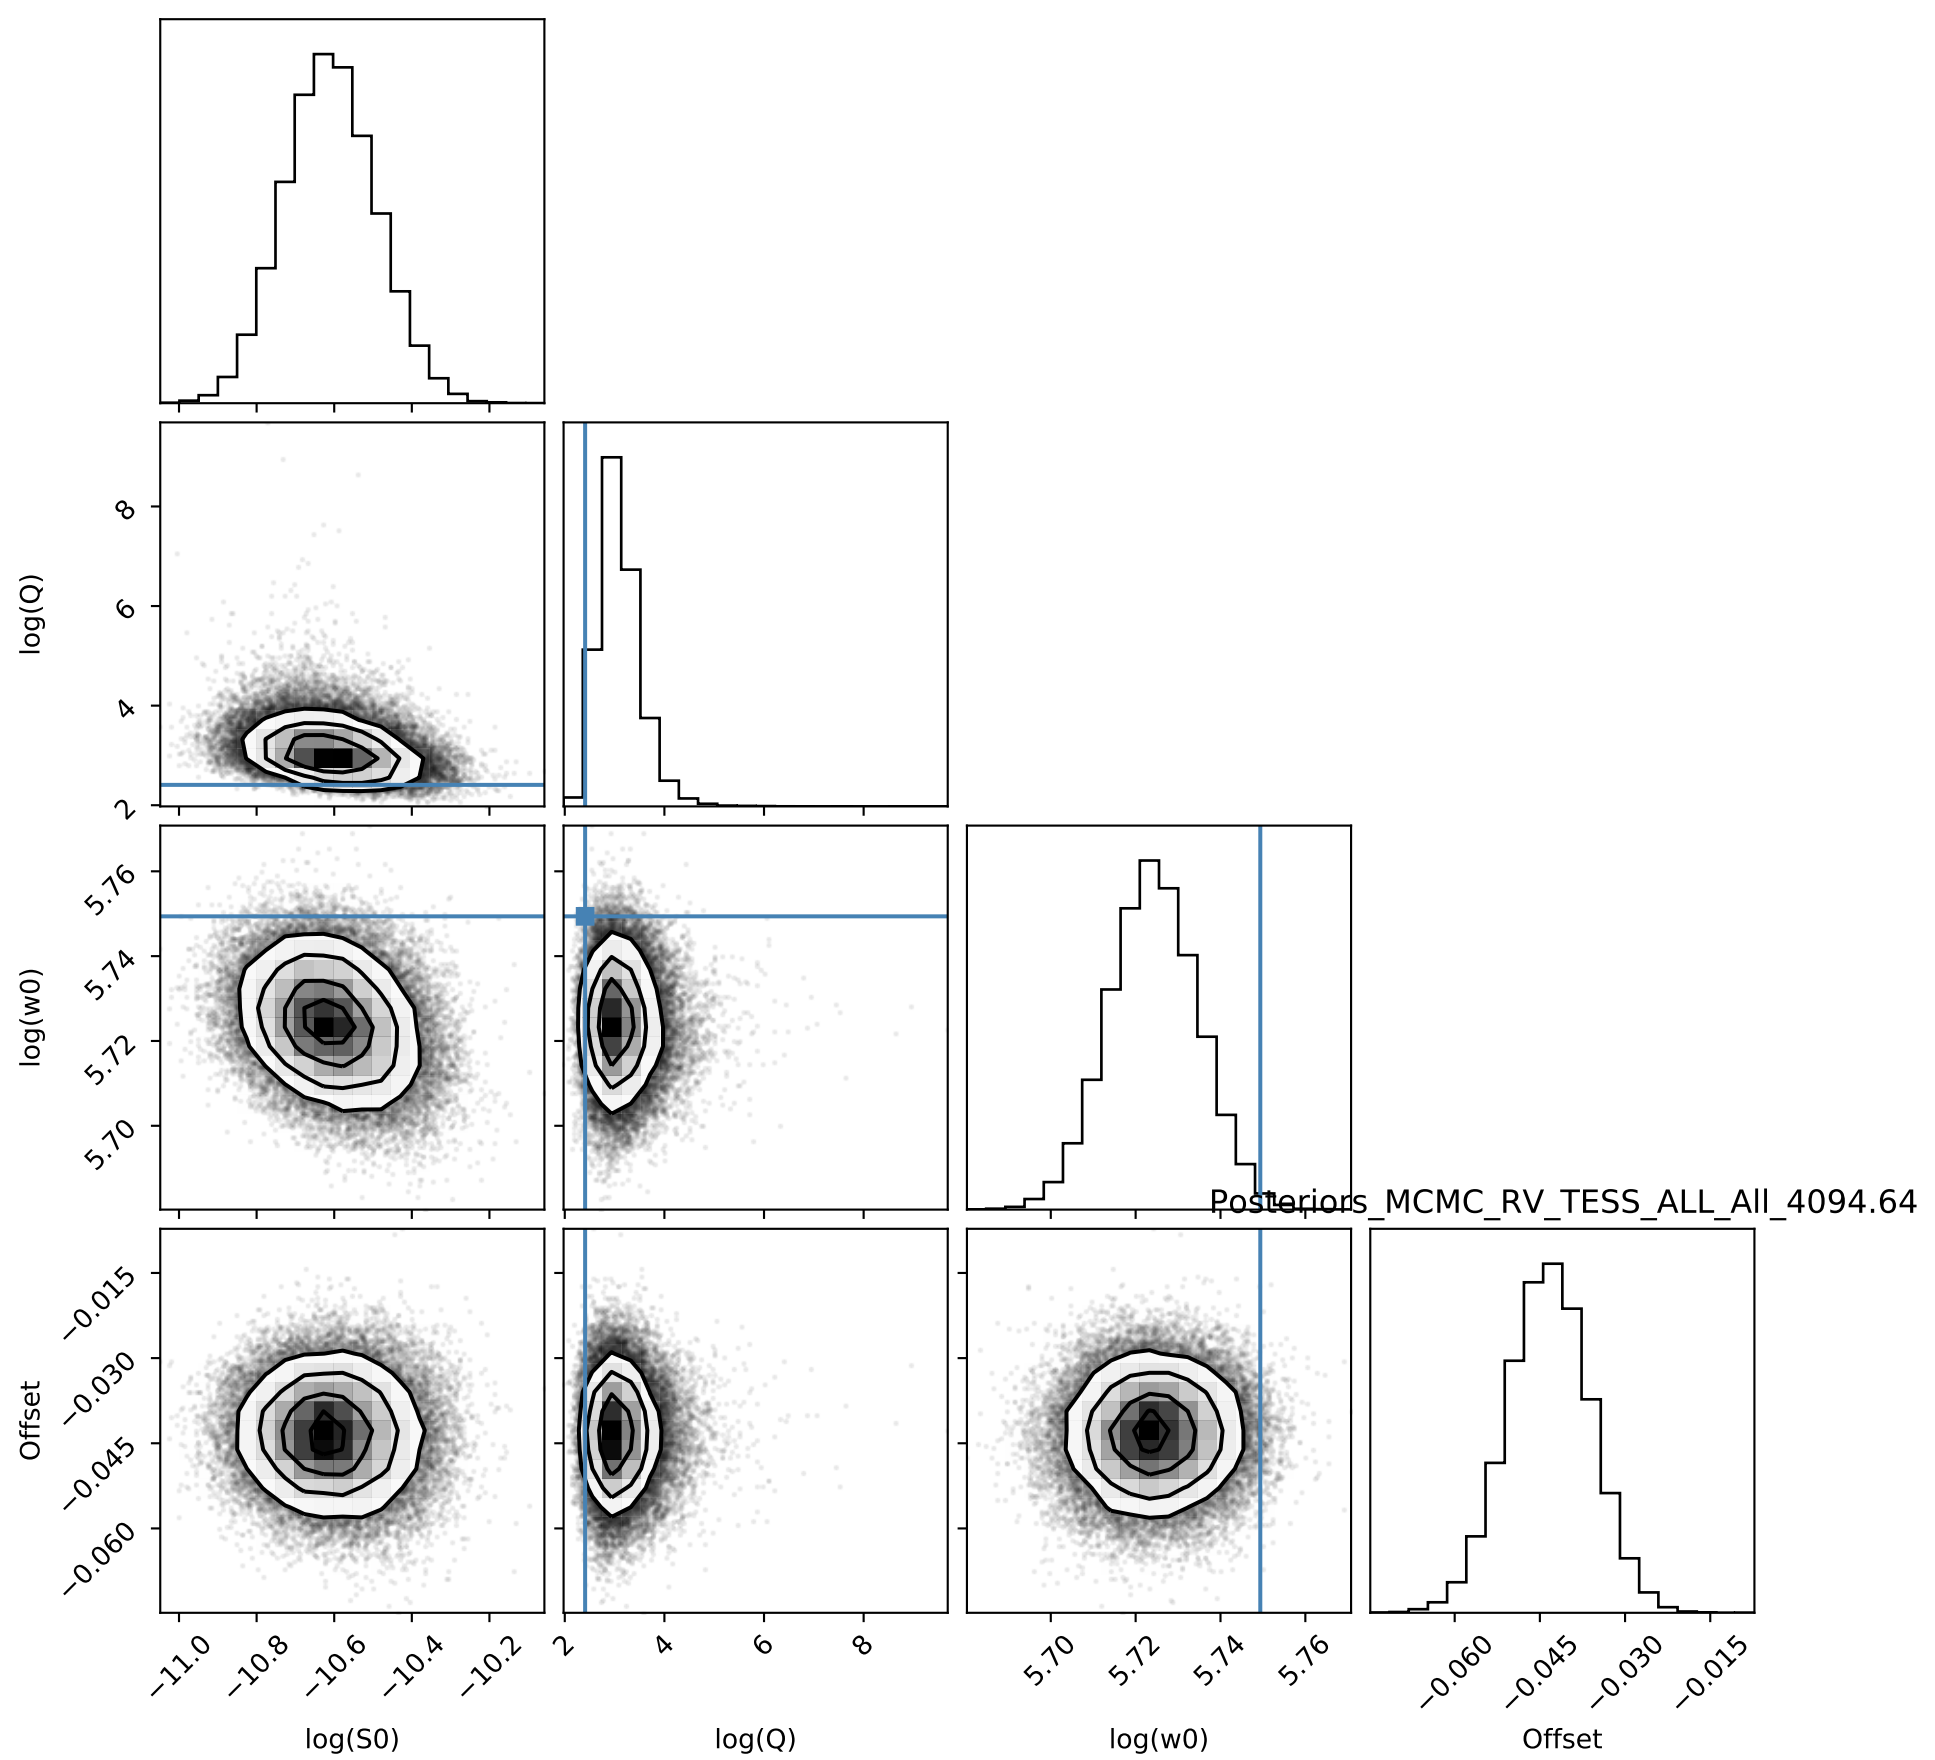 log(Q)
8
6
4
2
log(w0)
5.76
5.74
5.72
5.70
Posteriors_MCMC_RV_TESS_ALL_All_4094.64
Offset
−0.015
−0.030
−0.045
−0.060
−11.0 −10.8 −10.6 −10.4 −10.2
2 4 6 8
5.70 5.72 5.74 5.76
−0.060 −0.045 −0.030 −0.015
log(S0) log(Q) log(w0) Offset